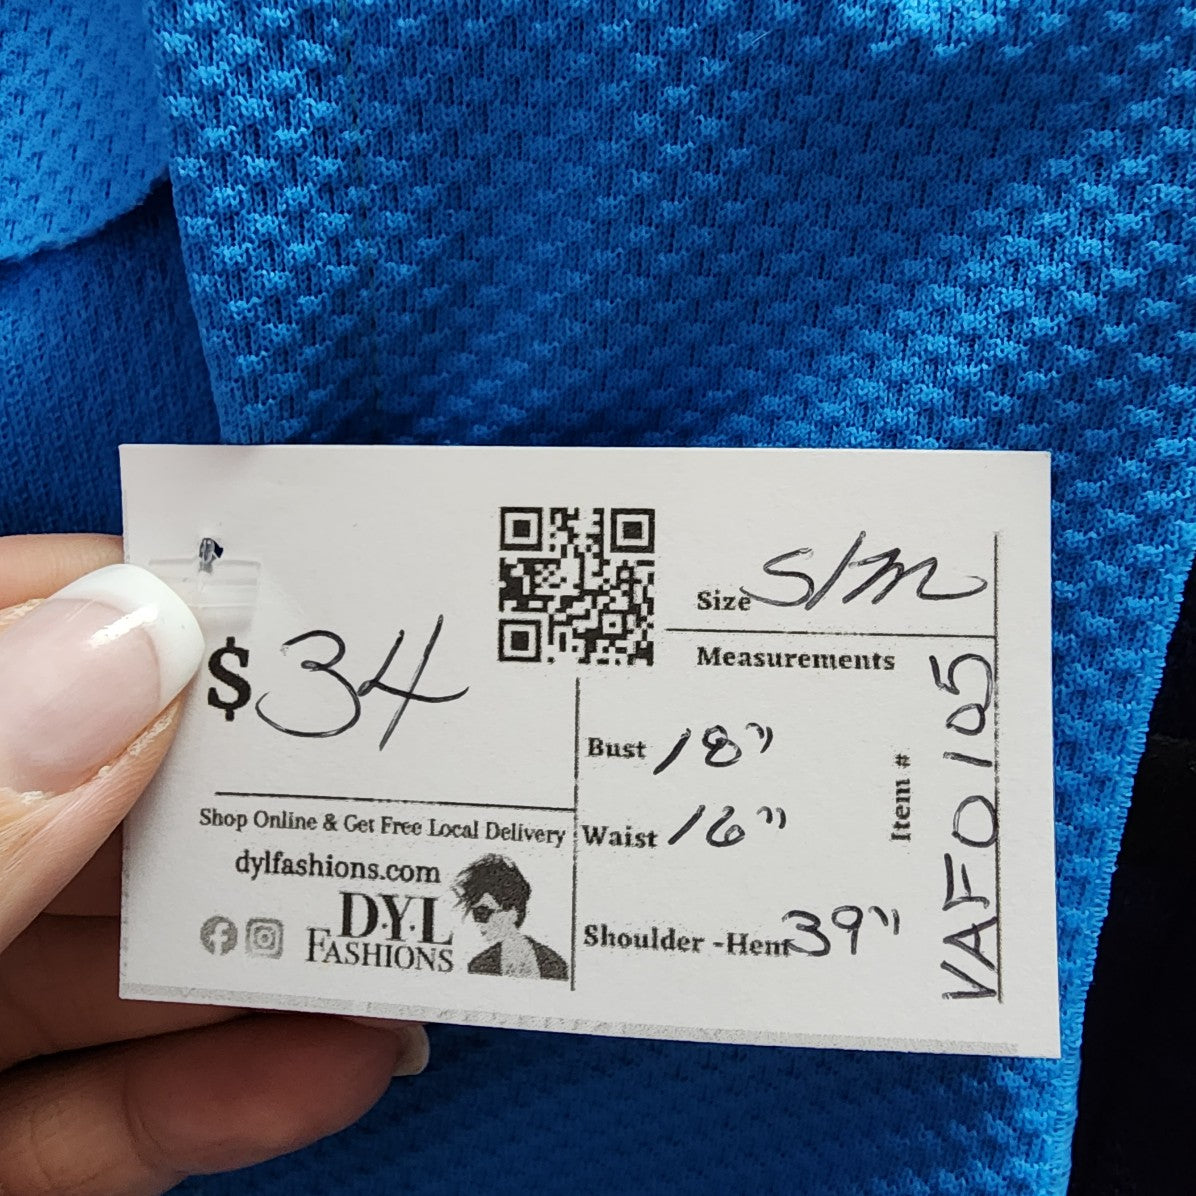 $34
Shop Online & Get Free Local Delivery
dylfashions.com
D.Y.L
FASHIONS
Size S/M
Measurements
Bust 18"
Waist 16"
Shoulder -Hem 39"
Item #
VAF0105